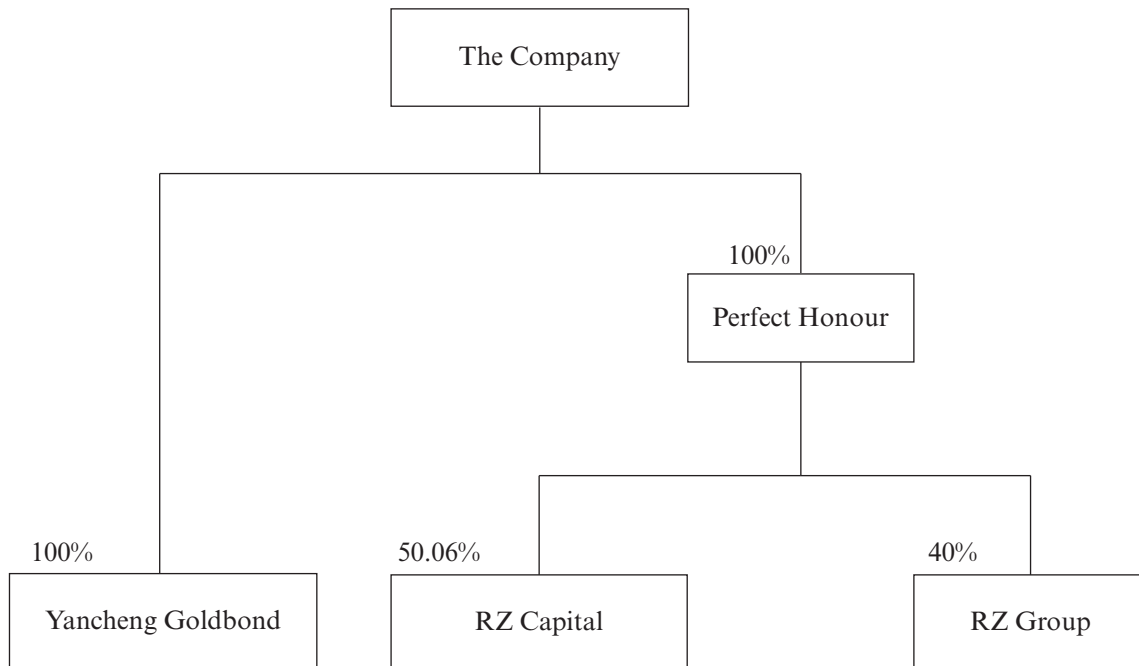 The Company
100%
Perfect Honour
100%
50.06%
40%
Yancheng Goldbond
RZ Capital
RZ Group